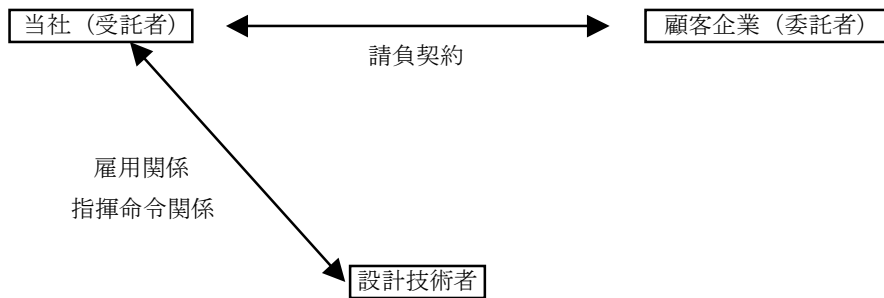 当社（受託者）
顧客企業（委託者）
請負契約
雇用関係
指揮命令関係
設計技術者